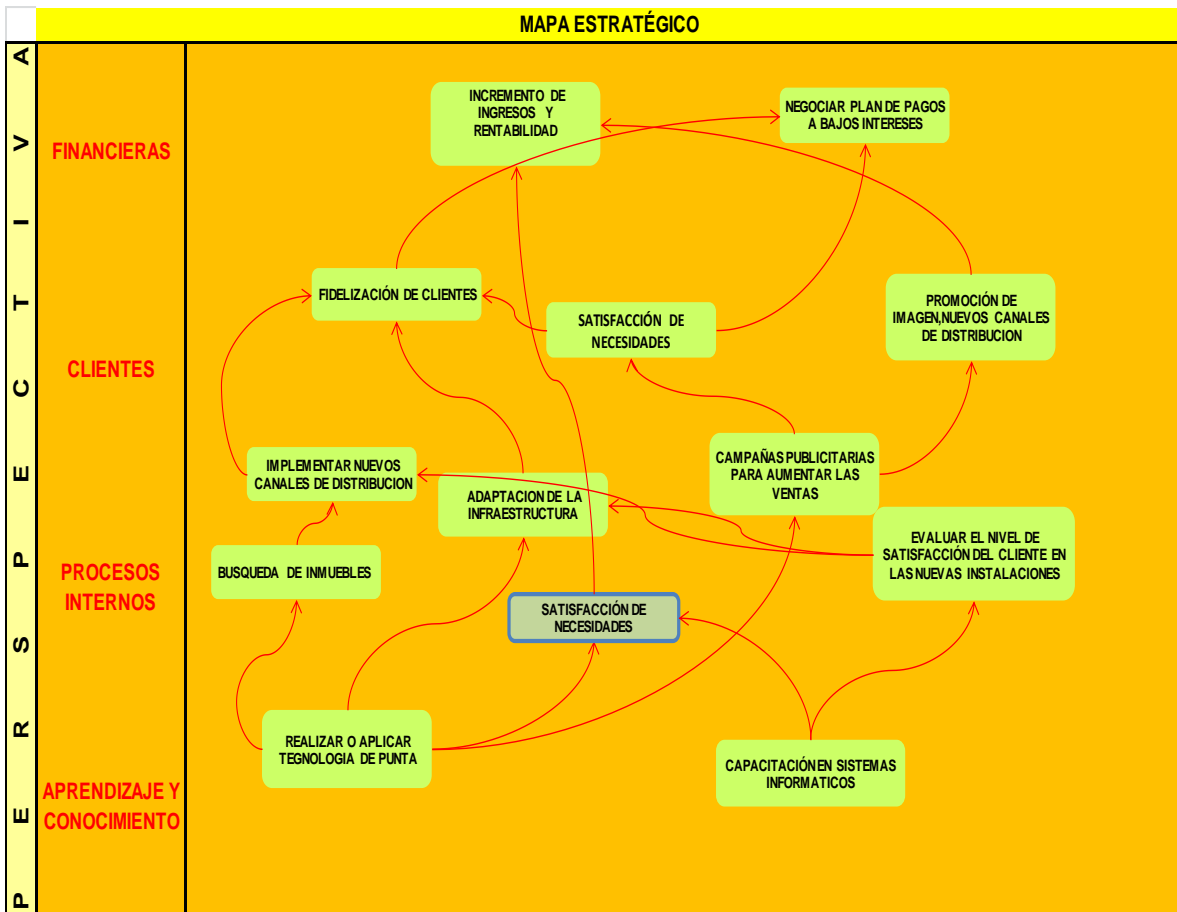 MAPA ESTRATÉGICO
PERSPECTIVA
FINANCIERAS
INCREMENTO DE
INGRESOS Y
RENTABILIDAD
NEGOCIAR PLAN DE PAGOS
A BAJOS INTERESES
CLIENTES
FIDELIZACIÓN DE CLIENTES
SATISFACCIÓN DE
NECESIDADES
PROMOCIÓN DE
IMAGEN,NUEVOS CANALES
DE DISTRIBUCION
PROCESOS
INTERNOS
IMPLEMENTAR NUEVOS
CANALES DE DISTRIBUCION
ADAPTACION DE LA
INFRAESTRUCTURA
CAMPAÑAS PUBLICITARIAS
PARA AUMENTAR LAS
VENTAS
BUSQUEDA DE INMUEBLES
EVALUAR EL NIVEL DE
SATISFACCIÓN DEL CLIENTE EN
LAS NUEVAS INSTALACIONES
SATISFACCIÓN DE
NECESIDADES
APRENDIZAJE Y
CONOCIMIENTO
REALIZAR O APLICAR
TEGNOLOGIA DE PUNTA
CAPACITACIÓN EN SISTEMAS
INFORMATICOS